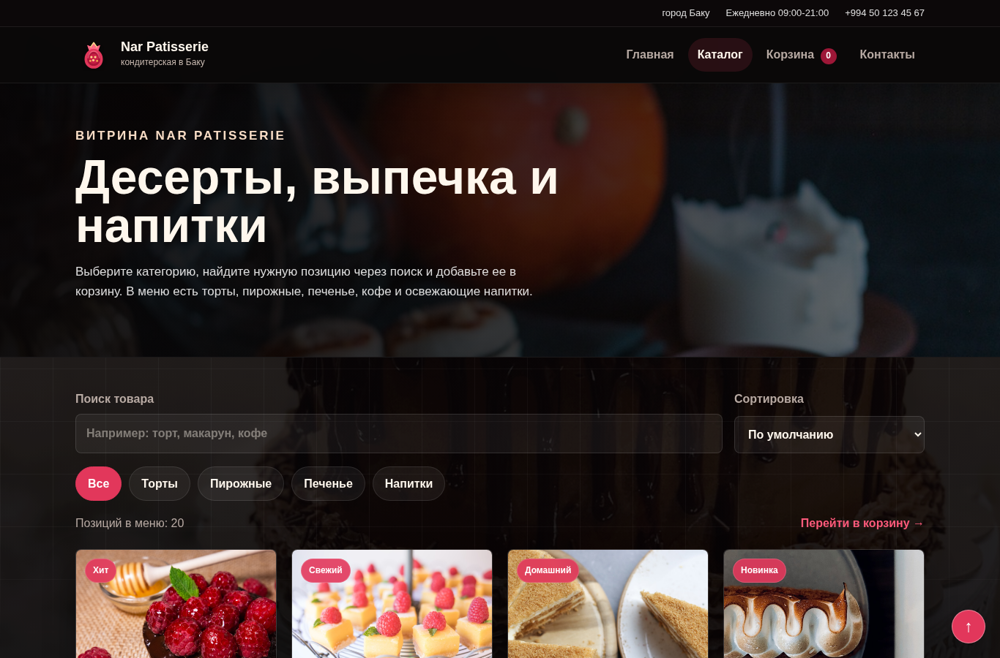 город Баку Ежедневно 09:00-21:00 +994 50 123 45 67
Nar Patisserie
кондитерская в Баку
Главная Каталог Корзина 0 Контакты
ВИТРИНА NAR PATISSERIE
Десерты, выпечка и
напитки
Выберите категорию, найдите нужную позицию через поиск и добавьте ее в
корзину. В меню есть торты, пирожные, печенье, кофе и освежающие напитки.
Поиск товара
Сортировка
Например: торт, макарун, кофе
По умолчанию
Все Торты Пирожные Печенье Напитки
Позиций в меню: 20
Перейти в корзину →
Хит
Свежий
Домашний
Новинка
↑